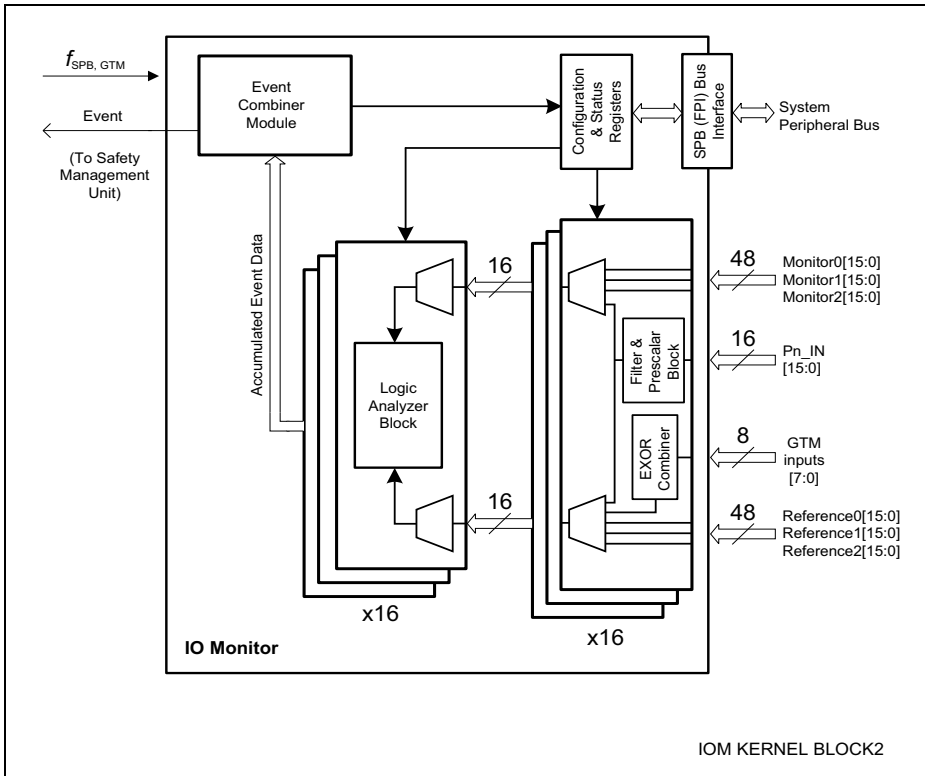 fSPB, GTM
Event
(To Safety
Management
Unit)
Event
Combiner
Module
Configuration
& Status
Registers
SPB (FPI) Bus
Interface
System
Peripheral Bus
Accumulated Event Data
16
48
Monitor0[15:0]
Monitor1[15:0]
Monitor2[15:0]
Filter &
Prescalar
Block
16
Pn_IN
[15:0]
Logic
Analyzer
Block
EXOR
Combiner
8
GTM
inputs
[7:0]
16
48
Reference0[15:0]
Reference1[15:0]
Reference2[15:0]
x16
x16
IO Monitor
IOM KERNEL BLOCK2